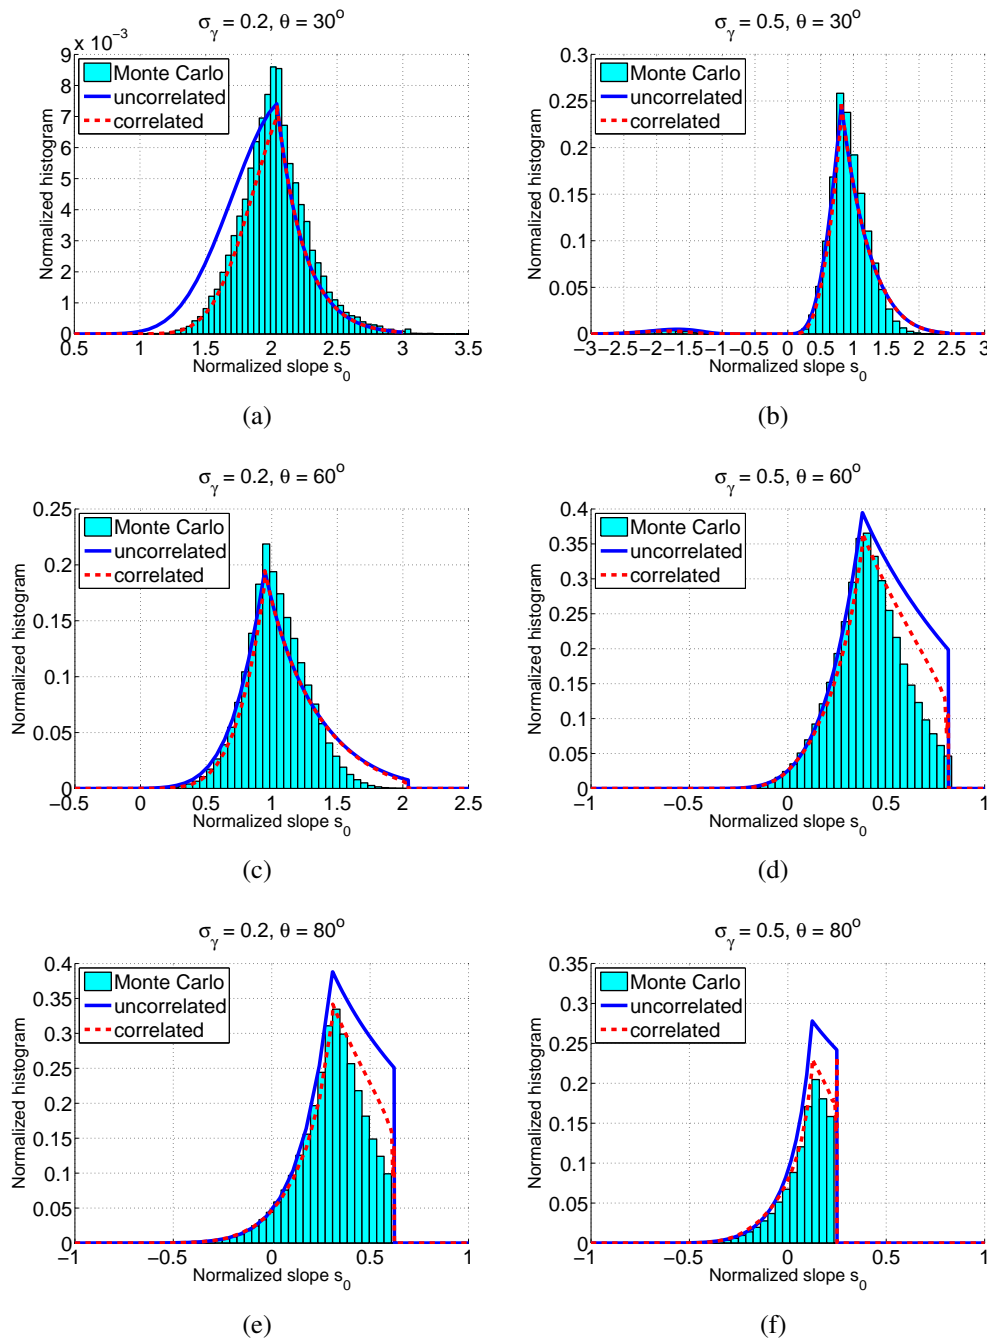 σγ = 0.2, θ = 30°
x 10⁻³
9
8
7
6
5
4
3
2
1
0
Normalized histogram
Monte Carlo
uncorrelated
correlated
0.5 1 1.5 2 2.5 3 3.5
Normalized slope s₀
(a)
σγ = 0.5, θ = 30°
0.3
0.25
0.2
0.15
0.1
0.05
0
Normalized histogram
Monte Carlo
uncorrelated
correlated
−3 −2.5 −2 −1.5 −1 −0.5 0 0.5 1 1.5 2 2.5 3
Normalized slope s₀
(b)
σγ = 0.2, θ = 60°
0.25
0.2
0.15
0.1
0.05
0
Normalized histogram
Monte Carlo
uncorrelated
correlated
−0.5 0 0.5 1 1.5 2 2.5
Normalized slope s₀
(c)
σγ = 0.5, θ = 60°
0.4
0.35
0.3
0.25
0.2
0.15
0.1
0.05
0
Normalized histogram
Monte Carlo
uncorrelated
correlated
−1 −0.5 0 0.5 1
Normalized slope s₀
(d)
σγ = 0.2, θ = 80°
0.4
0.35
0.3
0.25
0.2
0.15
0.1
0.05
0
Normalized histogram
Monte Carlo
uncorrelated
correlated
−1 −0.5 0 0.5 1
Normalized slope s₀
(e)
σγ = 0.5, θ = 80°
0.35
0.3
0.25
0.2
0.15
0.1
0.05
0
Normalized histogram
Monte Carlo
uncorrelated
correlated
−1 −0.5 0 0.5 1
Normalized slope s₀
(f)